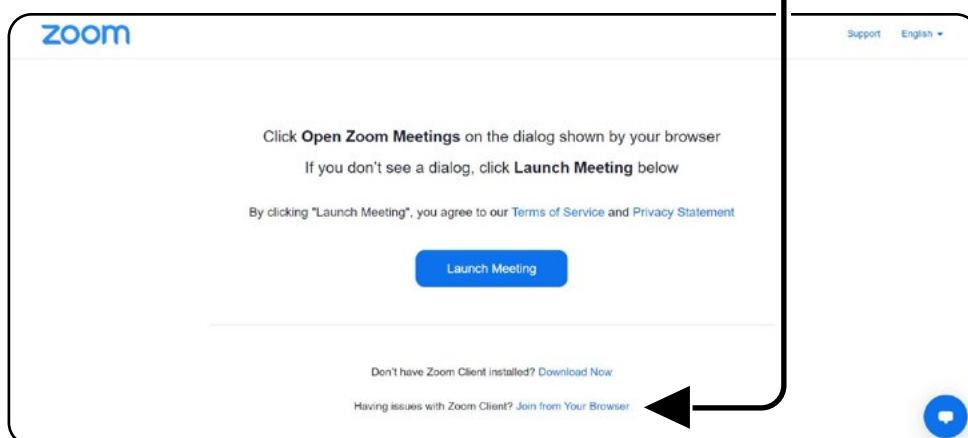 zoom
Support English
Click Open Zoom Meetings on the dialog shown by your browser
If you don't see a dialog, click Launch Meeting below
By clicking "Launch Meeting", you agree to our Terms of Service and Privacy Statement
Launch Meeting
Don't have Zoom Client installed? Download Now
Having issues with Zoom Client? Join from Your Browser